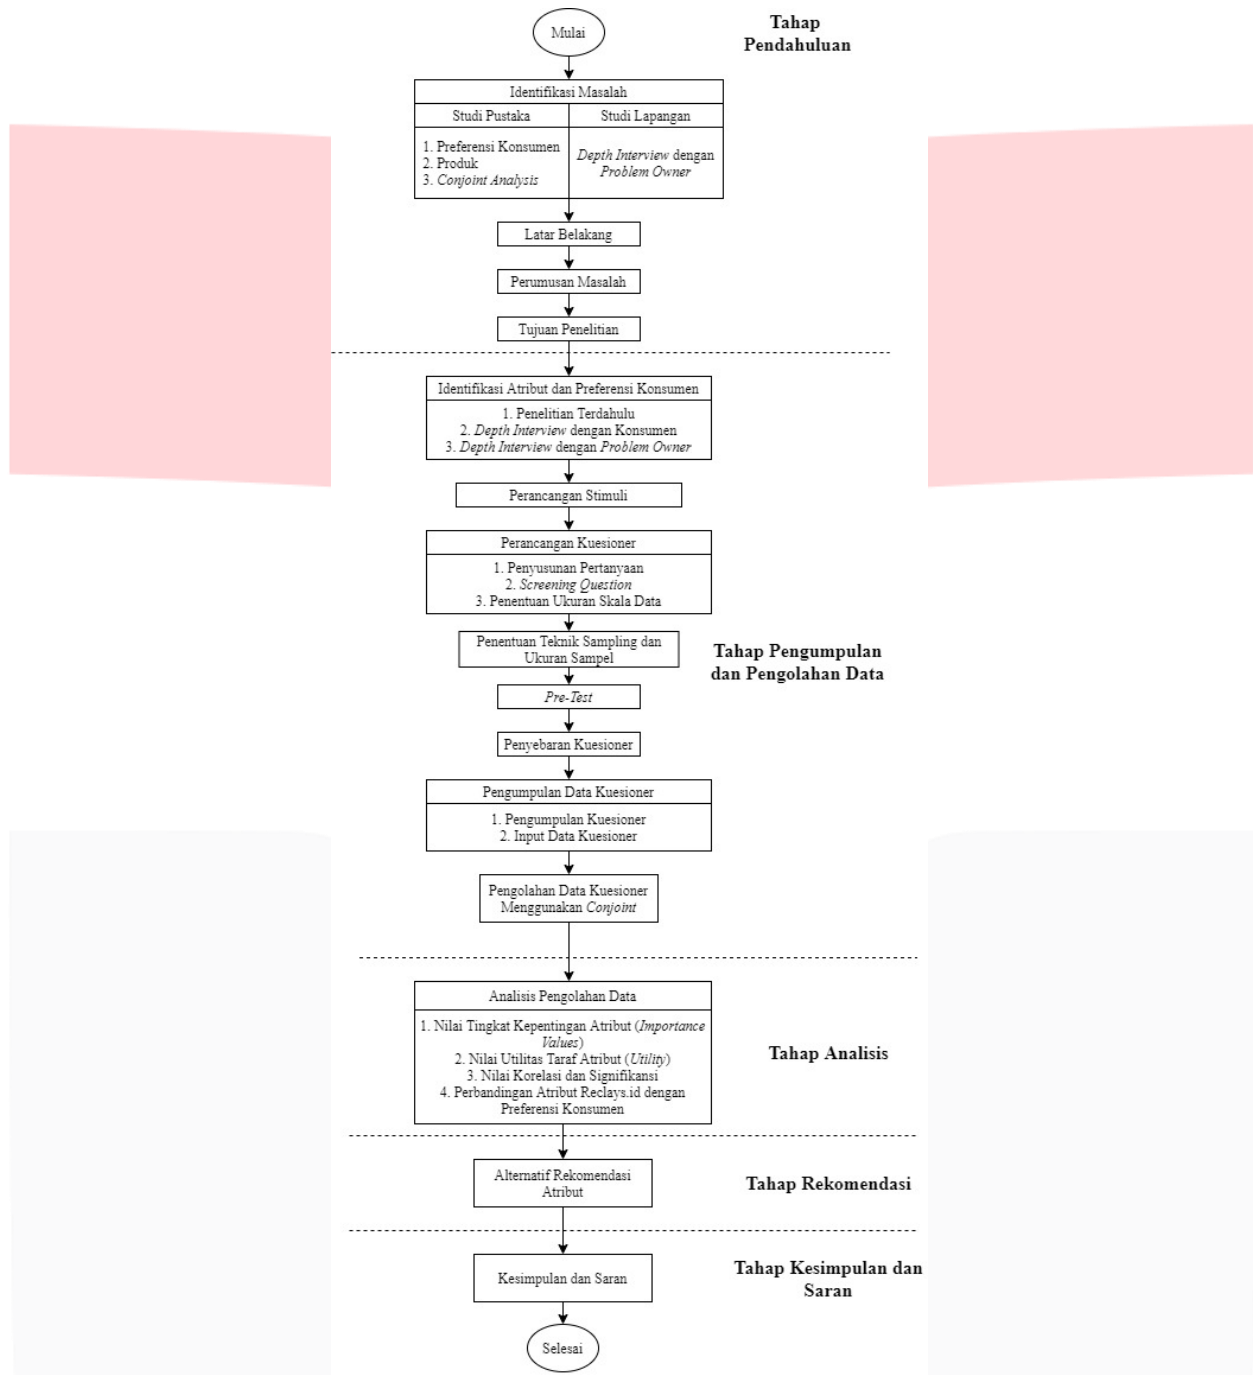 Mulai
Tahap
Pendahuluan
Identifikasi Masalah
Studi Pustaka
Studi Lapangan
1. Preferensi Konsumen
2. Produk
3. Conjoint Analysis
Depth Interview dengan
Problem Owner
Latar Belakang
Perumusan Masalah
Tujuan Penelitian
Identifikasi Atribut dan Preferensi Konsumen
1. Penelitian Terdahulu
2. Depth Interview dengan Konsumen
3. Depth Interview dengan Problem Owner
Perancangan Stimuli
Perancangan Kuesioner
1. Penyusunan Pertanyaan
2. Screening Question
3. Penentuan Ukuran Skala Data
Penentuan Teknik Sampling dan
Ukuran Sampel
Tahap Pengumpulan
dan Pengolahan Data
Pre-Test
Penyebaran Kuesioner
Pengumpulan Data Kuesioner
1. Pengumpulan Kuesioner
2. Input Data Kuesioner
Pengolahan Data Kuesioner
Menggunakan Conjoint
Analisis Pengolahan Data
1. Nilai Tingkat Kepentingan Atribut (Importance
Values)
2. Nilai Utilitas Taraf Atribut (Utility)
3. Nilai Korelasi dan Signifikansi
4. Perbandingan Atribut Reclays.id dengan
Preferensi Konsumen
Tahap Analisis
Alternatif Rekomendasi
Atribut
Tahap Rekomendasi
Kesimpulan dan Saran
Tahap Kesimpulan dan
Saran
Selesai